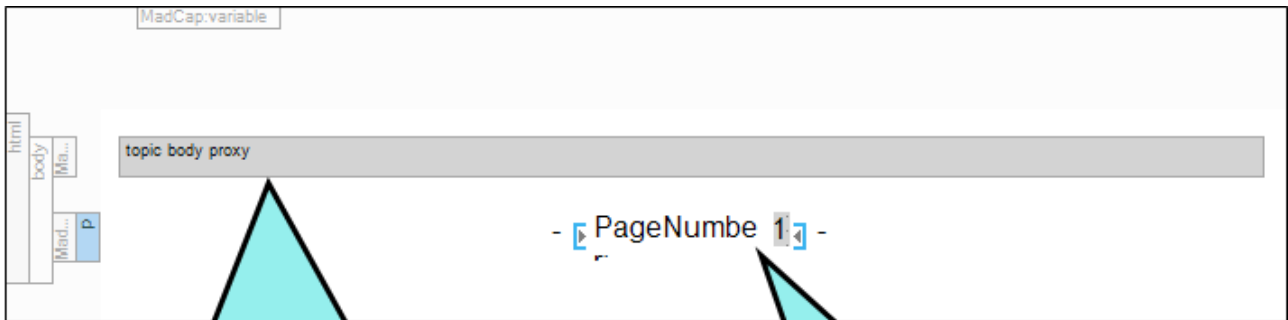 MadCap:variable
html
body
Ma...
topic body proxy
Mad...
p
- PageNumbe 1 -
r